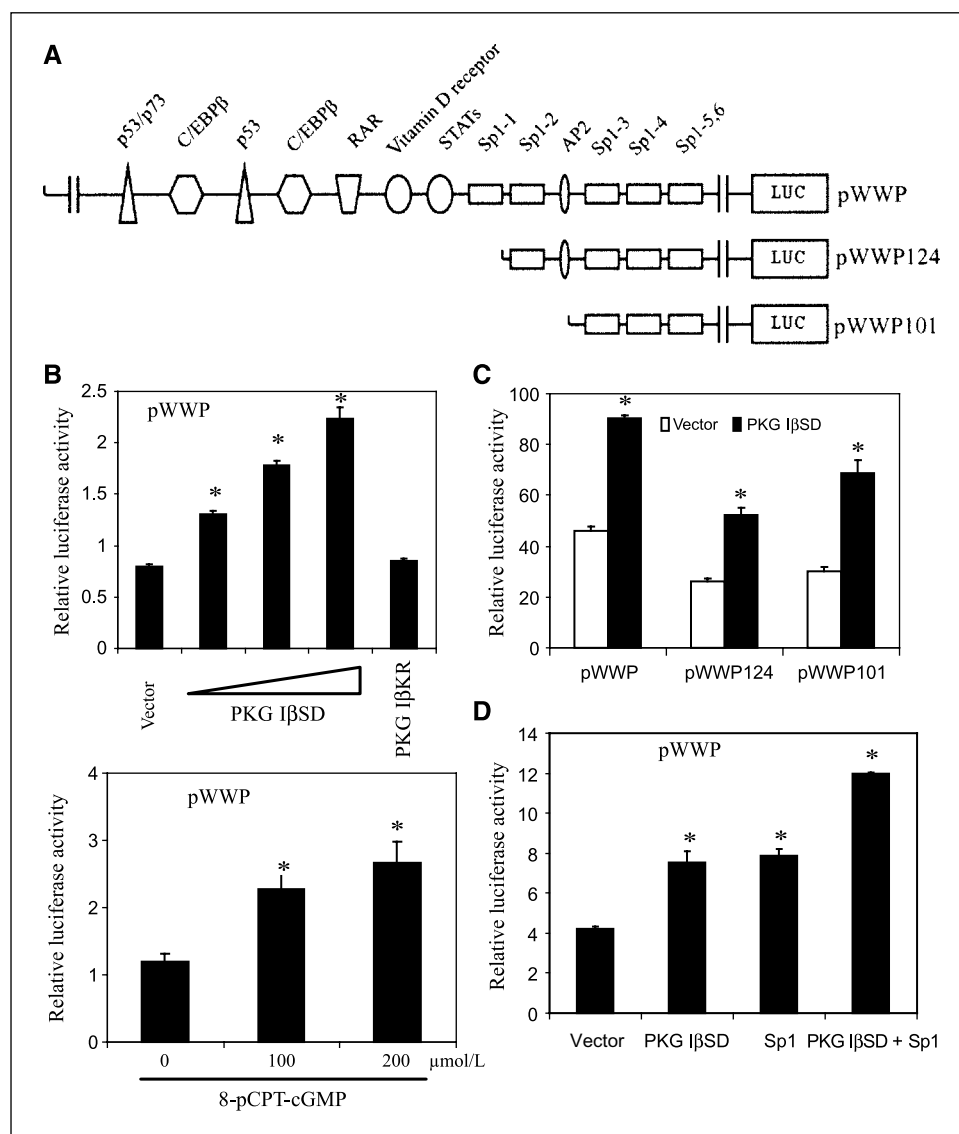 A
p53/p73
C/EBPβ
p53
C/EBPβ
RAR
Vitamin D receptor
STATs
Sp1-1
Sp1-2
AP2
Sp1-3
Sp1-4
Sp1-5,6
LUC
pWWP
LUC
pWWP124
LUC
pWWP101
B
pWWP
Relative luciferase activity
2.5
2
1.5
1
0.5
0
*
*
*
Vector
PKG IβSD
PKG IβKR
pWWP
Relative luciferase activity
4
3
2
1
0
*
*
0 100 200 µmol/L
8-pCPT-cGMP
C
Relative luciferase activity
100
80
60
40
20
0
Vector PKG IβSD
*
*
*
pWWP pWWP124 pWWP101
D
pWWP
Relative luciferase activity
14
12
10
8
6
4
2
0
*
*
*
Vector PKG IβSD Sp1 PKG IβSD + Sp1